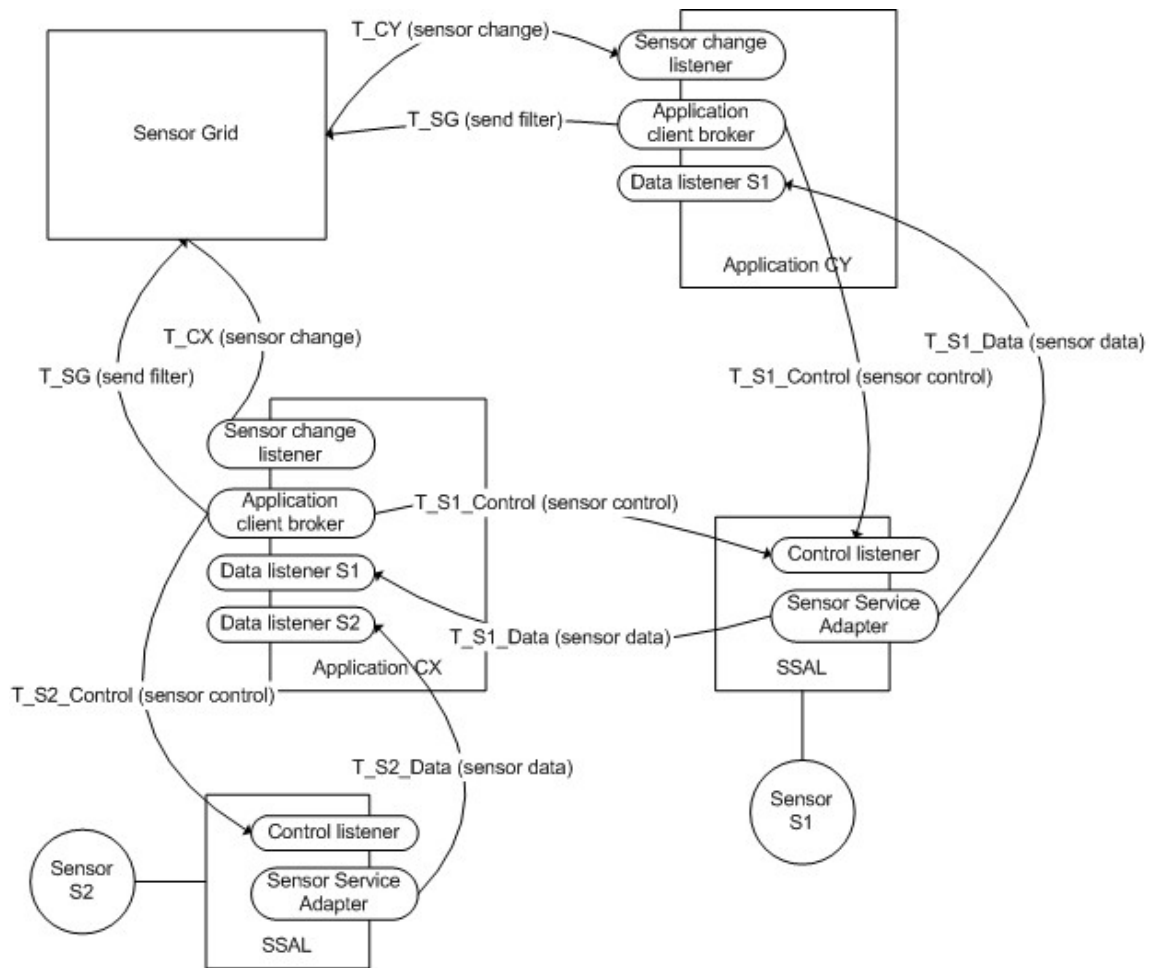 T_CY (sensor change)
Sensor change
listener
Sensor Grid
T_SG (send filter)
Application
client broker
Data listener S1
Application CY
T_CX (sensor change)
T_SG (send filter)
T_S1_Data (sensor data)
T_S1_Control (sensor control)
Sensor change
listener
Application
client broker
T_S1_Control (sensor control)
Data listener S1
Data listener S2
Application CX
Control listener
Sensor Service
Adapter
T_S1_Data (sensor data)
SSAL
T_S2_Control (sensor control)
T_S2_Data (sensor data)
Sensor
S1
Control listener
Sensor
S2
Sensor Service
Adapter
SSAL